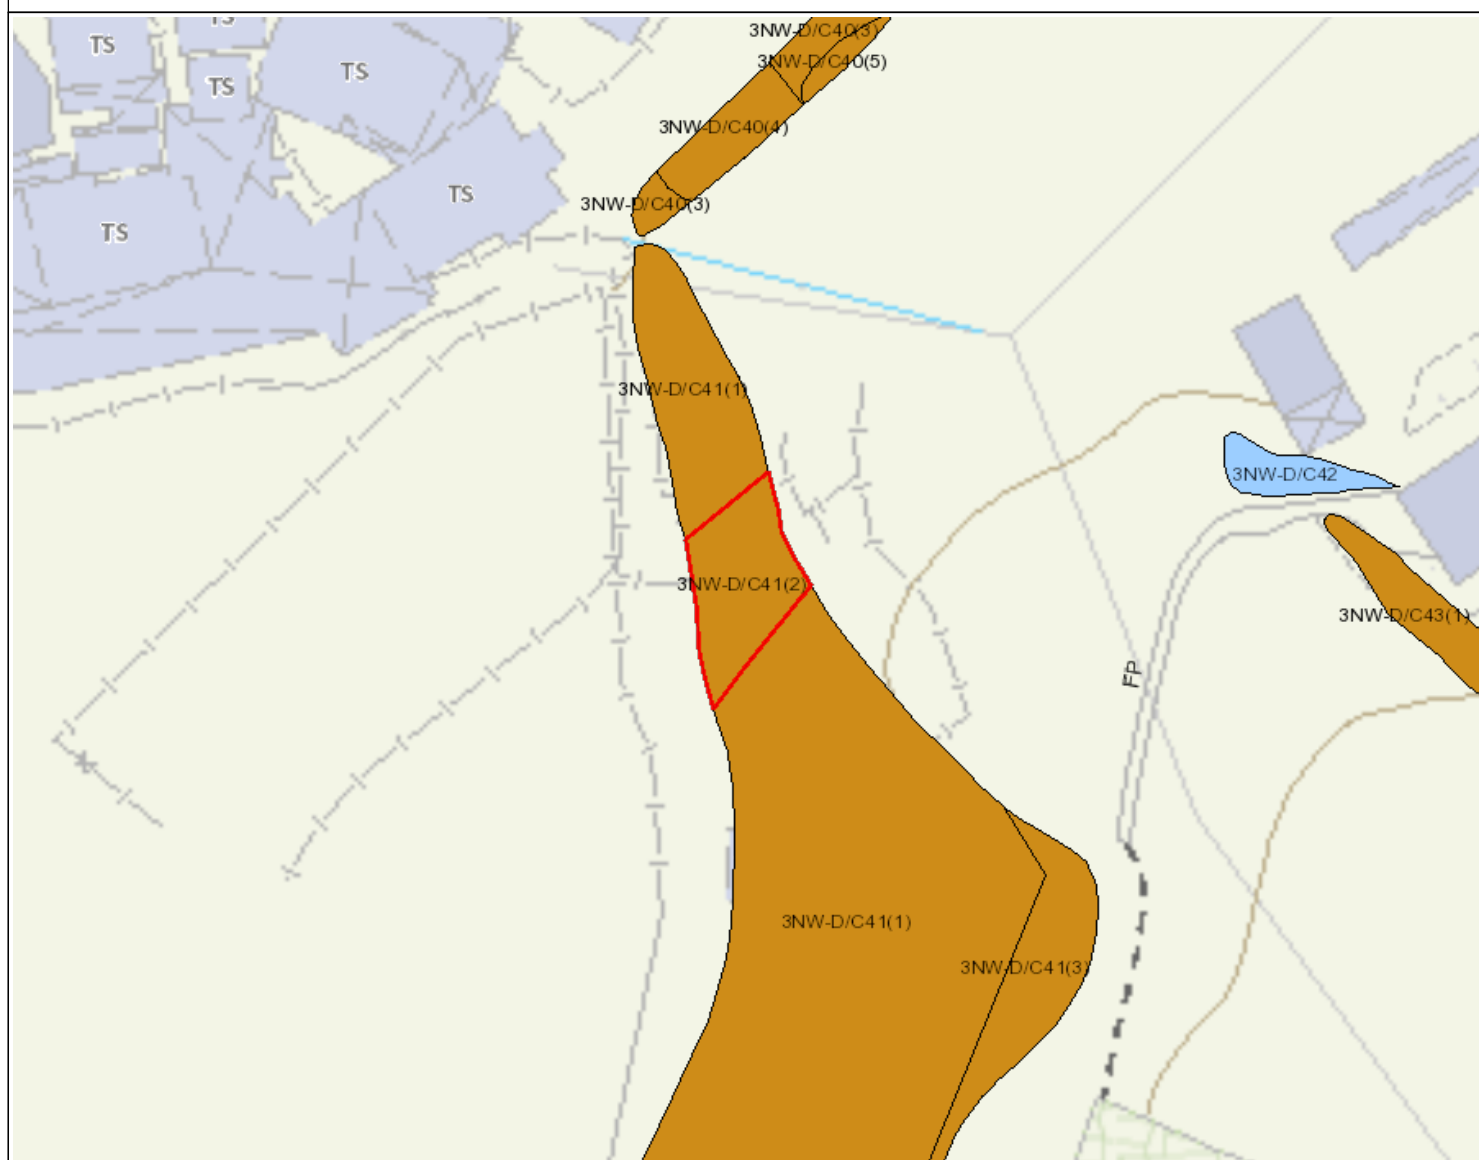 TS
3NW-D/C40(3)
TS
TS
3NW-D/C40(5)
TS
3NW-D/C40(4)
TS
3NW-D/C40(3)
TS
3NW-D/C41(1)
3NW-D/C42
3NW-D/C41(2)
3NW-D/C43(1)
FP
3NW-D/C41(1)
3NW-D/C41(3)